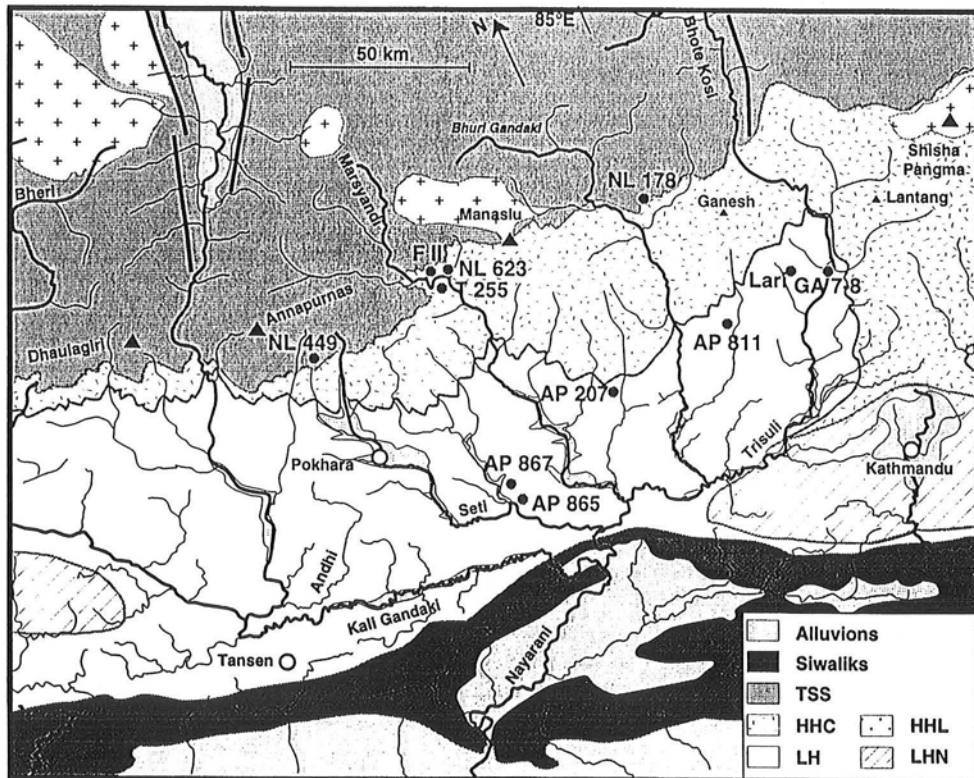 85°E
N
50 km
Bhote Kosi
Bhuri Gandaki
Shisha
Pangma
Marsyandi
Bheri
NL 178
Ganesh
Lantang
Manaslu
F II
NL 623
T 255
Lari
GA 7-8
Annapurnas
Dhaulagiri
NL 449
AP 811
AP 207
Trisuli
Pokhara
Kathmandu
AP 867
Seti
AP 865
Andhi
Kali Gandaki
Tansen
Nayarani
Alluvions
Siwaliks
TSS
HHC
HHL
LH
LHN